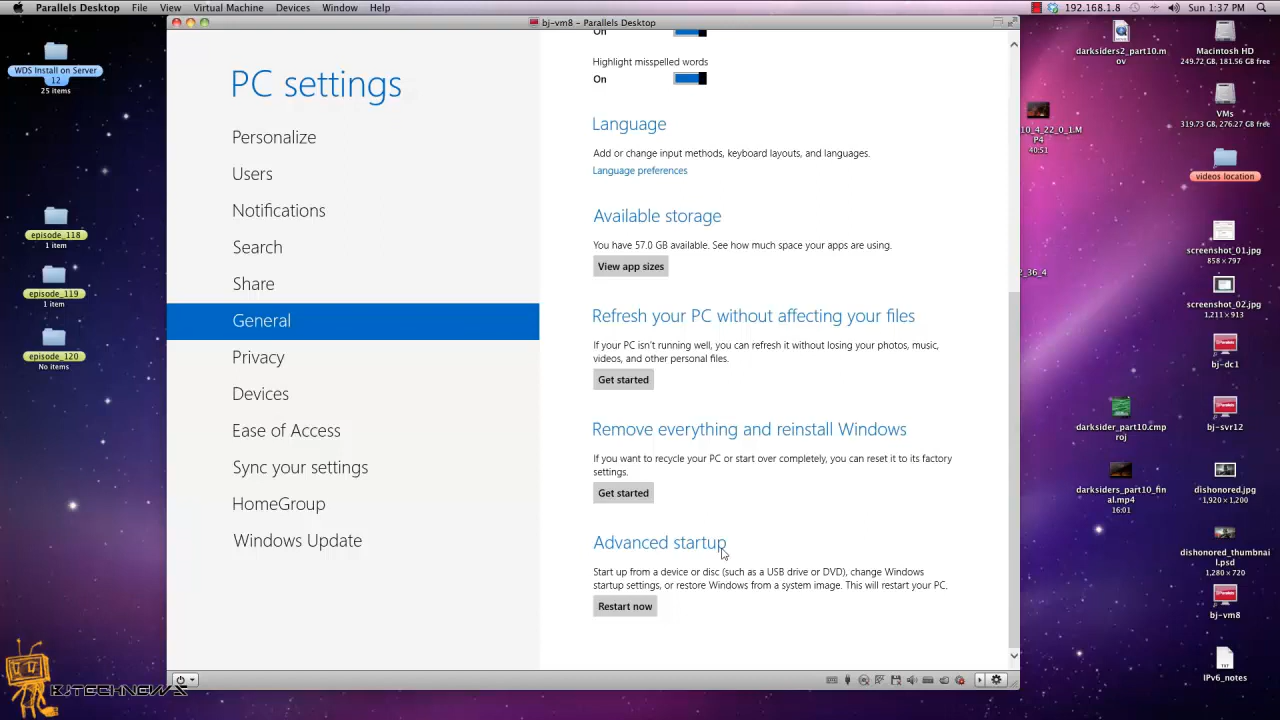 Parallels Desktop File Edit View Virtual Machine Devices Window Help 192.168.1.8 Sun 1:37 PM
bj-vm8 - Parallels Desktop
PC settings
Personalize
Users
Notifications
Search
Share
General
Privacy
Devices
Ease of Access
Sync your settings
HomeGroup
Windows Update
On
Highlight misspelled words
On
Language
Add or change input methods, keyboard layouts, and languages.
Language preferences
Available storage
You have 57.0 GB available. See how much space your apps are using.
View app sizes
Refresh your PC without affecting your files
If your PC isn't running well, you can refresh it without losing your photos, music,
videos, and other personal files.
Get started
Remove everything and reinstall Windows
If you want to recycle your PC or start over completely, you can reset it to its factory
settings.
Get started
Advanced startup
Start up from a device or disc (such as a USB drive or DVD), change Windows
startup settings, or restore Windows from a system image. This will restart your PC.
Restart now
WDS Install on Server
12
25 items
episode_118
1 item
episode_119
1 item
episode_120
No items
BJTECHNEWS
darksiders2_part10.m
ov
10_4_22_0_1.M
P4
40:51
2_36_4
darksider_part10.cmp
roj
darksiders_part10_fin
al.mp4
16:01
Macintosh HD
249.72 GB, 181.56 GB free
VMs
319.73 GB, 276.27 GB free
videos location
screenshot_01.jpg
858 × 797
screenshot_02.jpg
1,211 × 913
bj-dc1
bj-svr12
dishonored.jpg
1,920 × 1,200
dishonored_thumbna
il.psd
1,280 × 720
bj-vm8
TXT
IPv6_notes